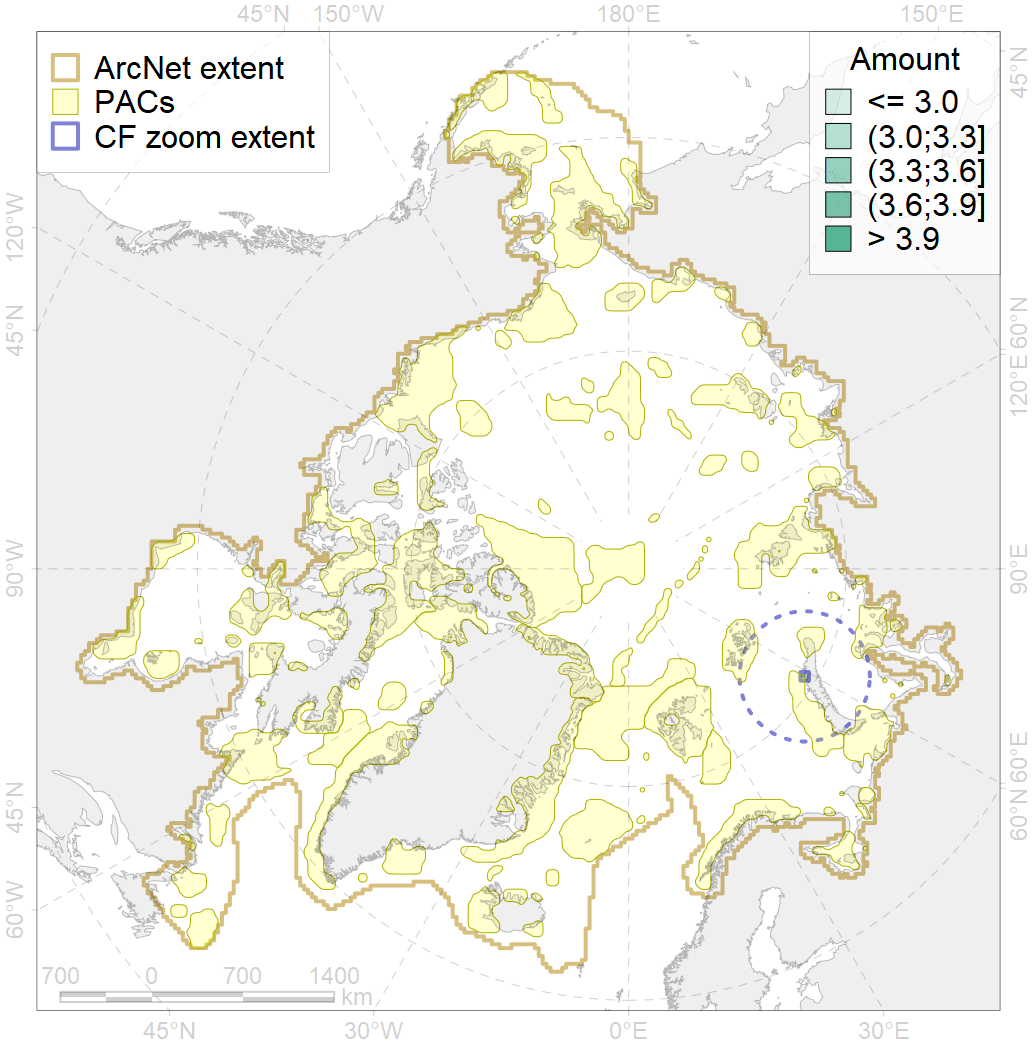 45°N 150°W 180°E 150°E
ArcNet extent
PACs
CF zoom extent
Amount
<= 3.0
(3.0;3.3]
(3.3;3.6]
(3.6;3.9]
> 3.9
45°N
120°W
60°N
45°N
120°E
90°W
90°E
45°N
60°E
60°N
60°W
700 0 700 1400
km
45°N 30°W 0°E 30°E